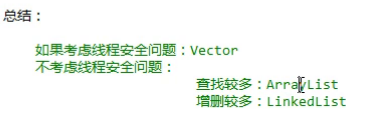 总结：
如果考虑线程安全问题：Vector
不考虑线程安全问题：
查找较多：ArrayList
增删较多：LinkedList